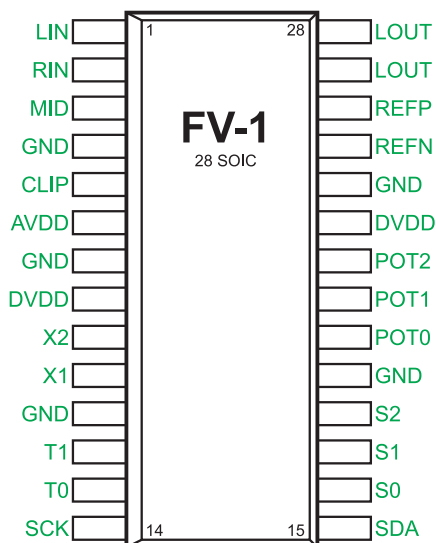 LIN 1 28 LOUT
RIN LOUT
MID REFP
FV-1
GND REFN
28 SOIC
CLIP GND
AVDD DVDD
GND POT2
DVDD POT1
X2 POT0
X1 GND
GND S2
T1 S1
T0 S0
SCK 14 15 SDA